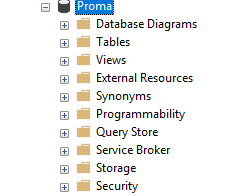 Proma
Database Diagrams
Tables
Views
External Resources
Synonyms
Programmability
Query Store
Service Broker
Storage
Security